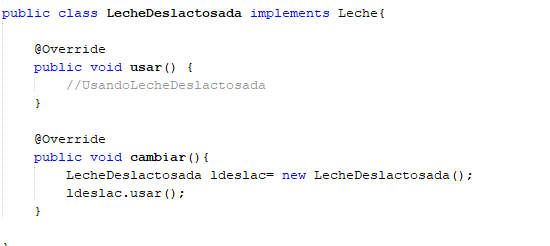 public class LecheDeslactosada implements Leche{
@Override
public void usar() {
//UsandoLecheDeslactosada
}
@Override
public void cambiar(){
LecheDeslactosada ldeslac= new LecheDeslactosada();
ldeslac.usar();
}
}